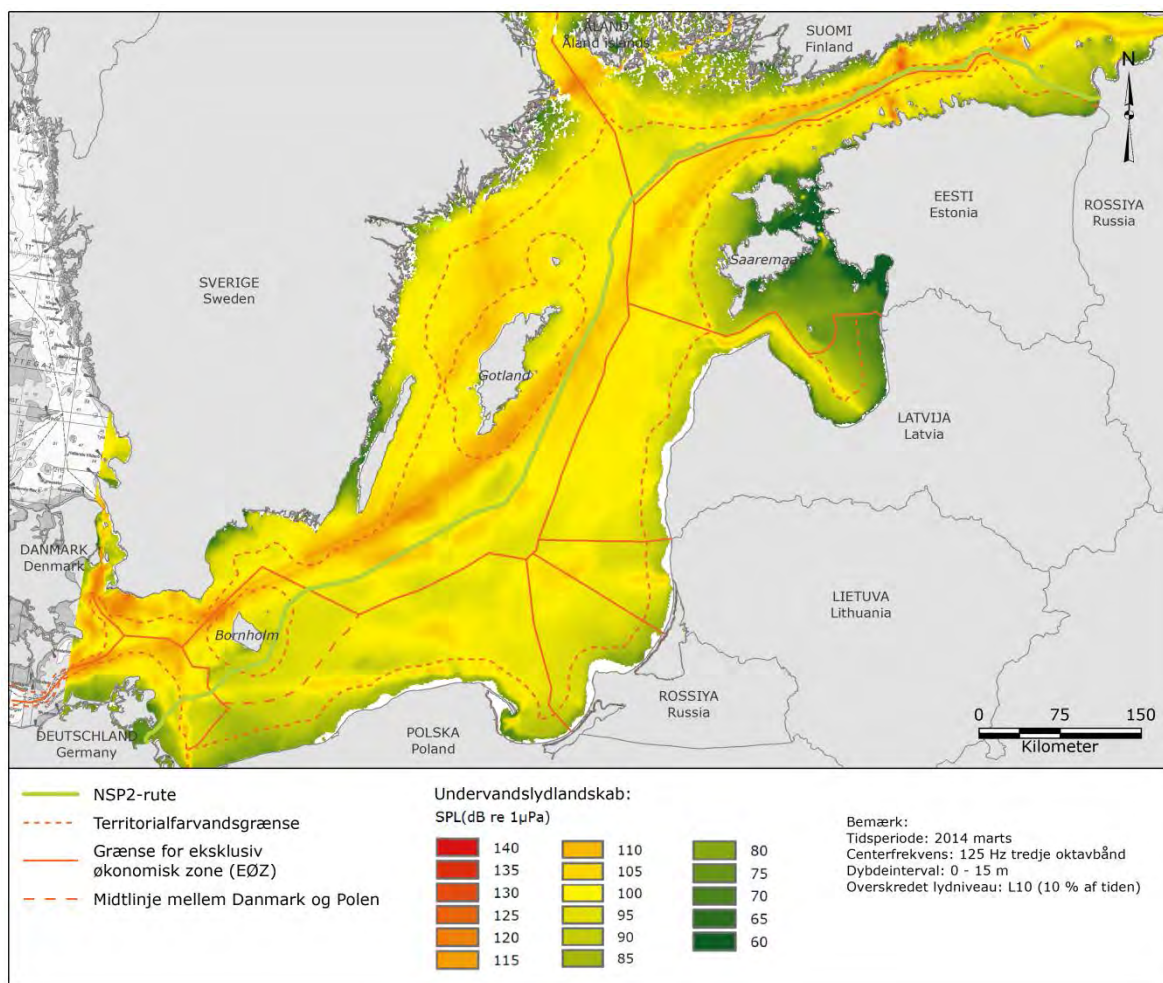 ÅLAND
Åland islands
SUOMI
Finland
N
EESTI
Estonia
ROSSIYA
Russia
Saaremaa
SVERIGE
Sweden
Gotland
LATVIJA
Latvia
DANMARK
Denmark
LIETUVA
Lithuania
Bornholm
ROSSIYA
Russia
POLSKA
Poland
DEUTSCHLAND
Germany
0 75 150
Kilometer
NSP2-rute
Territorialfarvandsgrænse
Grænse for eksklusiv
økonomisk zone (EØZ)
Midtlinje mellem Danmark og Polen
Undervandslydlandskab:
SPL(dB re 1µPa)
140
135
130
125
120
115
110
105
100
95
90
85
80
75
70
65
60
Bemærk:
Tidsperiode: 2014 marts
Centerfrekvens: 125 Hz tredje oktavbånd
Dybdeinterval: 0 - 15 m
Overskredet lydniveau: L10 (10 % af tiden)